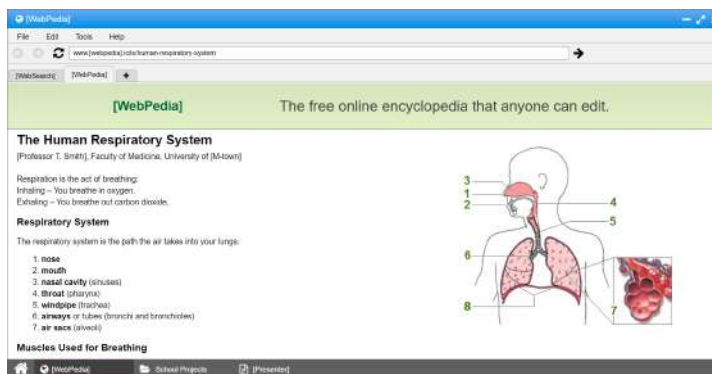 [WebPedia]
File Edit Tools Help
www.[webpedia].xxx/human-respiratory-system
[WebSearch] [WebPedia] +
[WebPedia] The free online encyclopedia that anyone can edit.
The Human Respiratory System
[Professor T. Smith], Faculty of Medicine, University of [M-town]
Respiration is the act of breathing:
Inhaling – You breathe in oxygen.
Exhaling – You breathe out carbon dioxide.
Respiratory System
The respiratory system is the path the air takes into your lungs:
1. nose
2. mouth
3. nasal cavity (sinuses)
4. throat (pharynx)
5. windpipe (trachea)
6. airways or tubes (bronchi and bronchioles)
7. air sacs (alveoli)
Muscles Used for Breathing
3
1
2
4
5
6
7
8
[WebPedia] School Projects [Presenter]